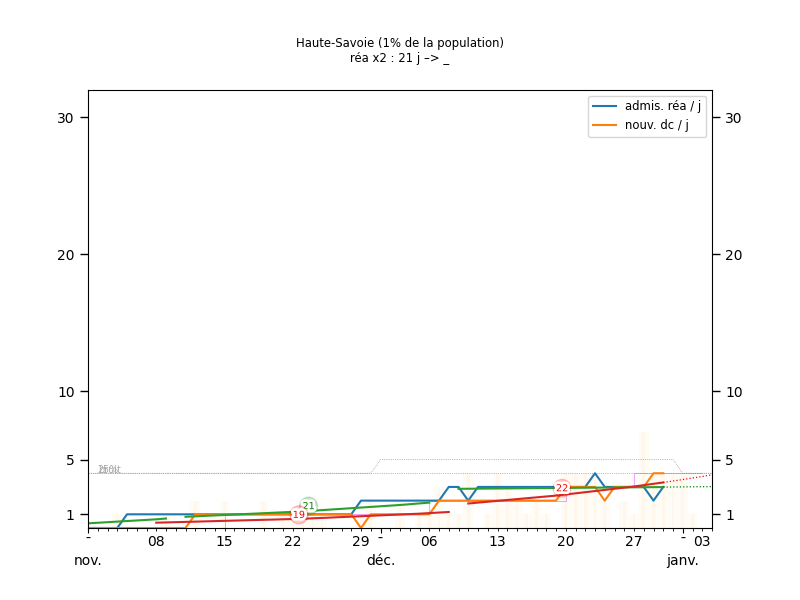 Haute-Savoie (1% de la population)
réa x2 : 21 j –> _
admis. réa / j
nouv. dc / j
30 30
20 20
10 10
5 5
1 1
21
19
22
- 08 15 22 29 - 06 13 20 27 - 03
nov. déc. janv.